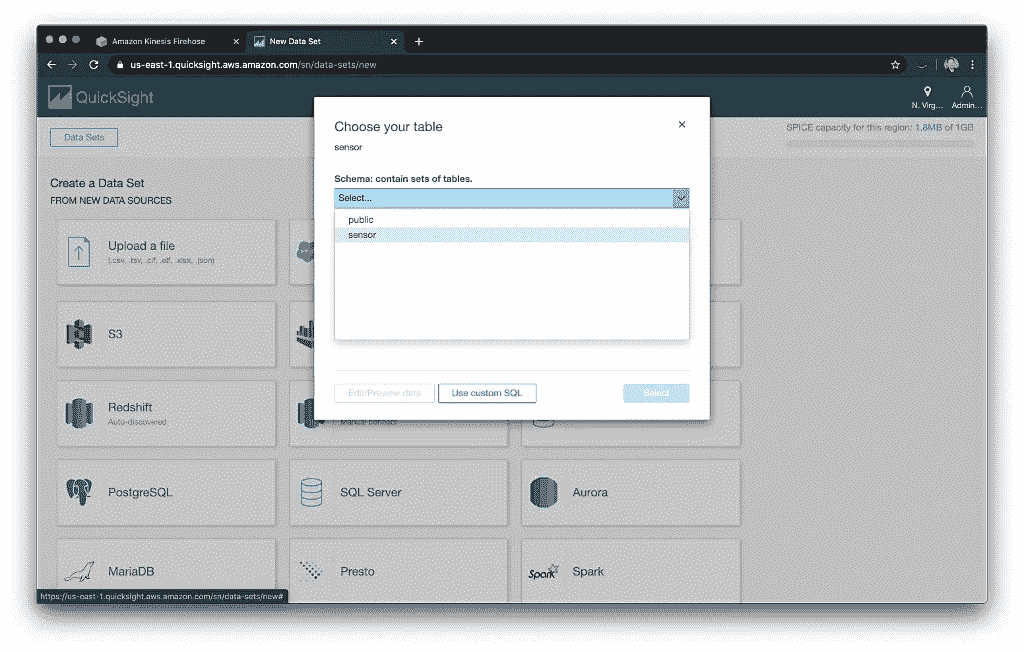 Amazon Kinesis Firehose
New Data Set
us-east-1.quicksight.aws.amazon.com/sn/data-sets/new
QuickSight
N. Virg...
Admin...
Data Sets
SPICE capacity for this region: 1.8MB of 1GB
Choose your table
sensor
Schema: contain sets of tables.
Select...
public
sensor
Edit/Preview data
Use custom SQL
Select
Create a Data Set
FROM NEW DATA SOURCES
Upload a file
(.csv, .tsv, .clf, .elf, .xlsx, .json)
S3
Redshift
Auto-discovered
Manual connect
PostgreSQL
SQL Server
Aurora
MariaDB
Presto
Spark
Spark
https://us-east-1.quicksight.aws.amazon.com/sn/data-sets/new#